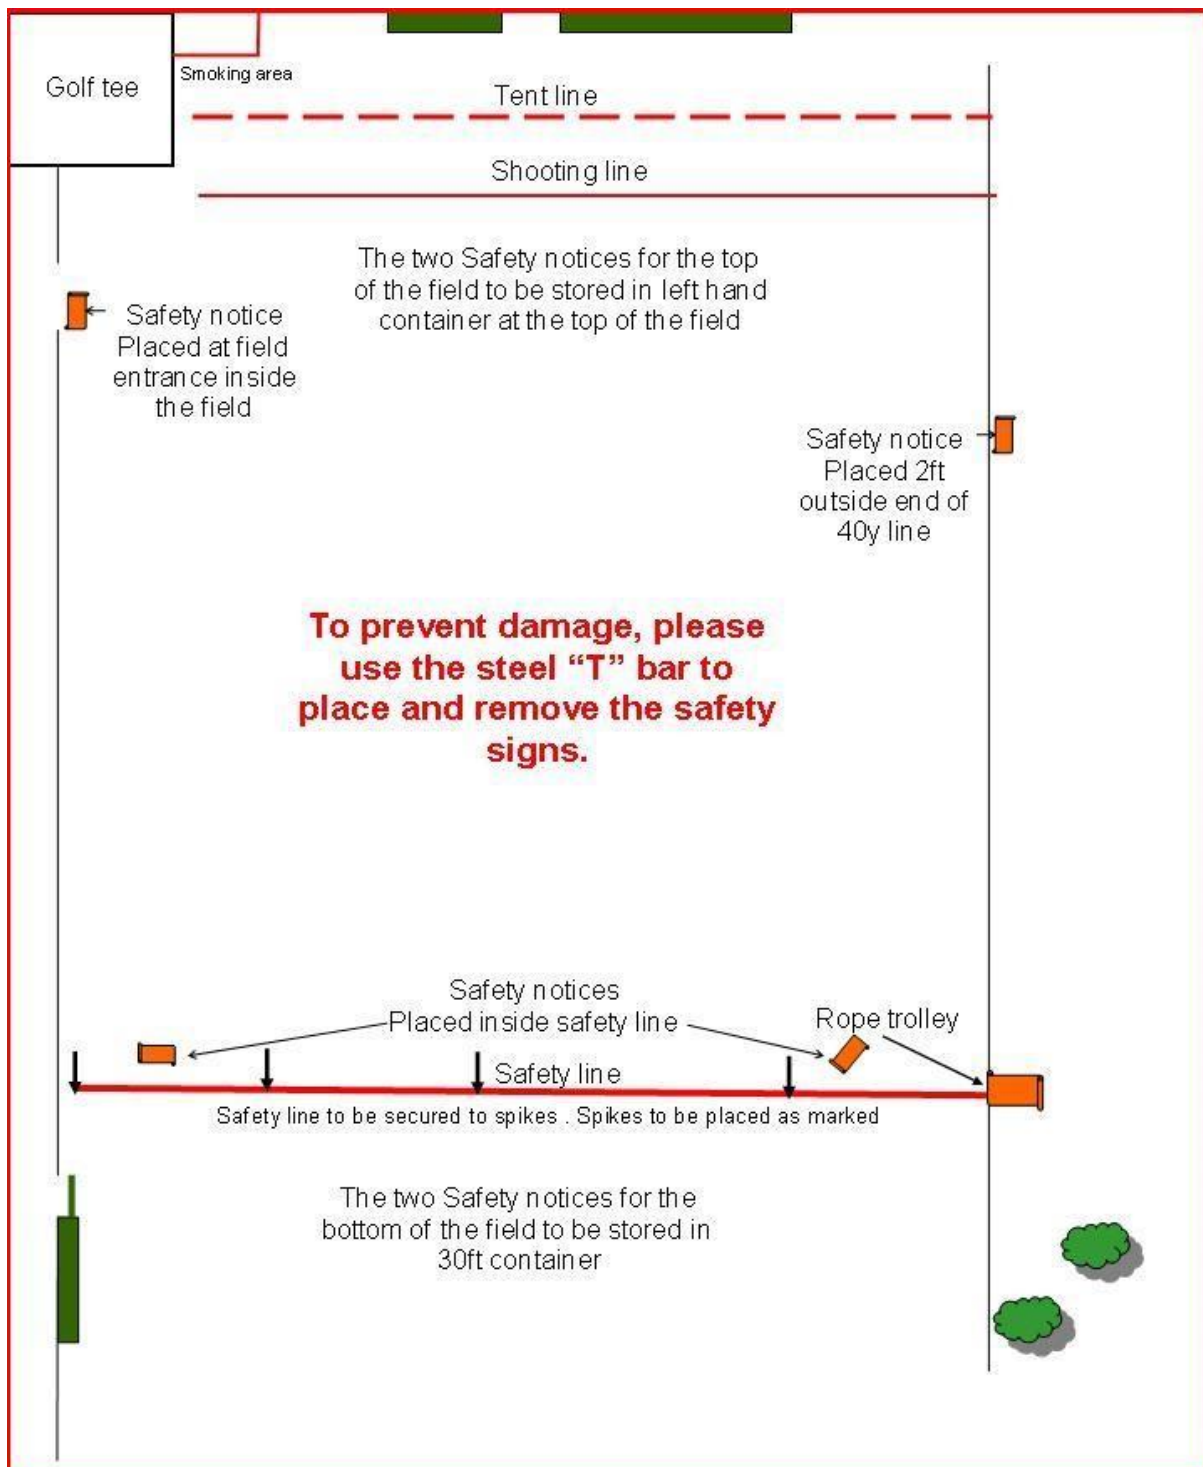 Golf tee
Smoking area
Tent line
Shooting line
The two Safety notices for the top
of the field to be stored in left hand
container at the top of the field
Safety notice
Placed at field
entrance inside
the field
Safety notice
Placed 2ft
outside end of
40y line
To prevent damage, please
use the steel “T” bar to
place and remove the safety
signs.
Safety notices
Placed inside safety line
Rope trolley
Safety line
Safety line to be secured to spikes . Spikes to be placed as marked
The two Safety notices for the
bottom of the field to be stored in
30ft container